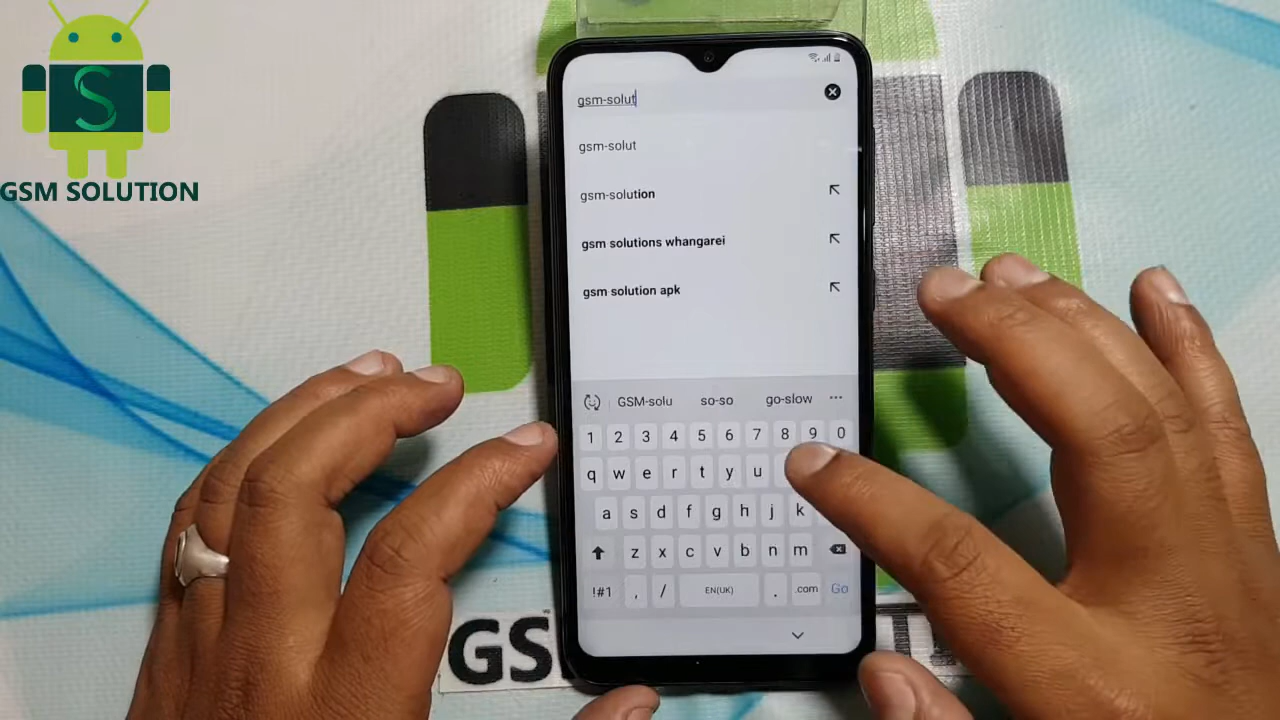 S
GSM SOLUTION
gsm-solut
gsm-solut
gsm-solution
gsm solutions whangarei
gsm solution apk
GSM-solu so-so go-slow ...
1 2 3 4 5 6 7 8 9 0
q w e r t y u
a s d f g h j k
z x c v b n m
!#1 , / EN(UK) . .com Go
GS